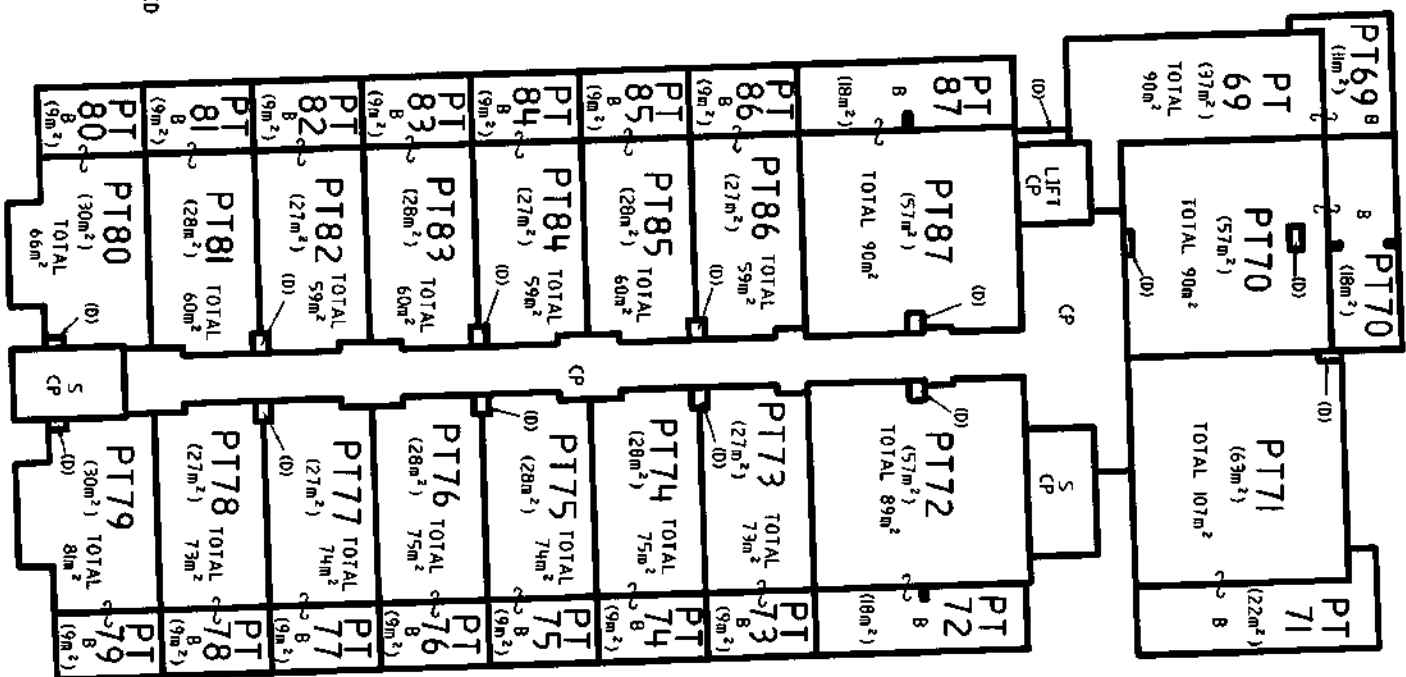 PT69 B
(11m²)
PT
69
(37m²)
TOTAL
90m²
B
PT70
(18m²)
PT70
(57m²)
TOTAL 90m²
(D)
(D)
(D)
PT71
(63m²)
TOTAL 107m²
PT
71
(22m²)
B
(D)
LIFT
CP
CP
S
CP
PT
87
B
(18m²)
PT87
(57m²)
TOTAL 90m²
(D)
PT72
(57m²)
TOTAL 89m²
(D)
PT
72
B
(18m²)
PT
86
B
(9m²)
PT86
(27m²)
TOTAL
59m²
(D)
PT73
(27m²)
TOTAL
73m²
(D)
PT
73
B
(9m²)
PT
85
B
(9m²)
PT85
(28m²)
TOTAL
60m²
CP
PT74
(28m²)
TOTAL
75m²
PT
74
B
(9m²)
PT
84
B
(9m²)
PT84
(27m²)
TOTAL
59m²
(D)
PT75
(28m²)
TOTAL
74m²
(D)
PT
75
B
(9m²)
PT
83
B
(9m²)
PT83
(28m²)
TOTAL
60m²
PT76
(28m²)
TOTAL
75m²
PT
76
B
(9m²)
PT
82
B
(9m²)
PT82
(27m²)
TOTAL
59m²
(D)
PT77
(27m²)
TOTAL
74m²
(D)
PT
77
B
(9m²)
PT
81
B
(9m²)
PT81
(28m²)
TOTAL
60m²
PT78
(27m²)
TOTAL
73m²
PT
78
B
(9m²)
PT
80
B
(9m²)
PT80
(30m²)
TOTAL
66m²
(D)
S
CP
(D)
PT79
(30m²)
TOTAL
81m²
PT
79
B
(9m²)